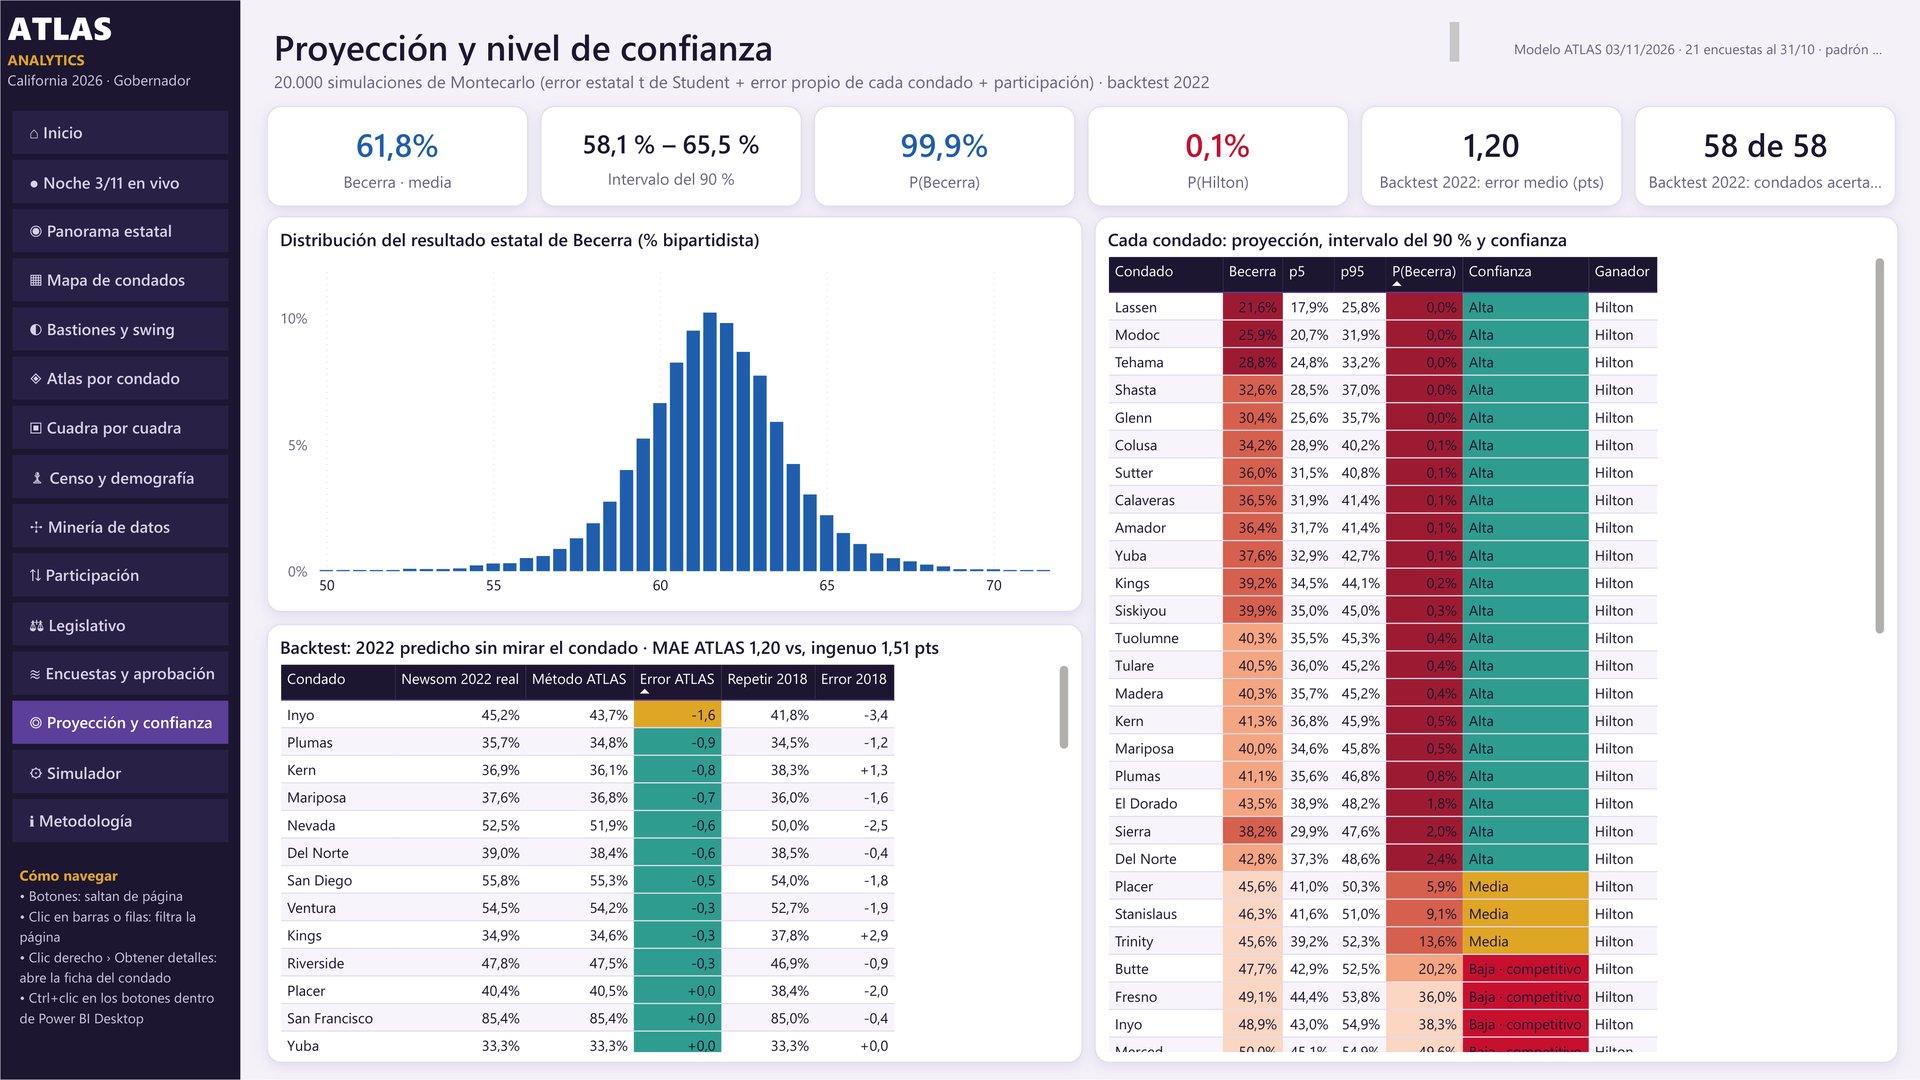 ATLAS
ANALYTICS
California 2026 · Gobernador
⌂ Inicio
● Noche 3/11 en vivo
◉ Panorama estatal
▦ Mapa de condados
◐ Bastiones y swing
◈ Atlas por condado
▣ Cuadra por cuadra
Censo y demografía
Minería de datos
Participación
Legislativo
≋ Encuestas y aprobación
◎ Proyección y confianza
Simulador
ℹ Metodología
Cómo navegar
• Botones: saltan de página
• Clic en barras o filas: filtra la
página
• Clic derecho › Obtener detalles:
abre la ficha del condado
• Ctrl+clic en los botones dentro
de Power BI Desktop
Proyección y nivel de confianza
20.000 simulaciones de Montecarlo (error estatal t de Student + error propio de cada condado + participación) · backtest 2022
Modelo ATLAS 03/11/2026 · 21 encuestas al 31/10 · padrón ...
61,8%
Becerra · media
58,1 % – 65,5 %
Intervalo del 90 %
99,9%
P(Becerra)
0,1%
P(Hilton)
1,20
Backtest 2022: error medio (pts)
58 de 58
Backtest 2022: condados acerta...
Distribución del resultado estatal de Becerra (% bipartidista)
10%
5%
0%
50 55 60 65 70
Backtest: 2022 predicho sin mirar el condado · MAE ATLAS 1,20 vs, ingenuo 1,51 pts
Condado Newsom 2022 real Método ATLAS Error ATLAS Repetir 2018 Error 2018
Inyo 45,2% 43,7% -1,6 41,8% -3,4
Plumas 35,7% 34,8% -0,9 34,5% -1,2
Kern 36,9% 36,1% -0,8 38,3% +1,3
Mariposa 37,6% 36,8% -0,7 36,0% -1,6
Nevada 52,5% 51,9% -0,6 50,0% -2,5
Del Norte 39,0% 38,4% -0,6 38,5% -0,4
San Diego 55,8% 55,3% -0,5 54,0% -1,8
Ventura 54,5% 54,2% -0,3 52,7% -1,9
Kings 34,9% 34,6% -0,3 37,8% +2,9
Riverside 47,8% 47,5% -0,3 46,9% -0,9
Placer 40,4% 40,5% +0,0 38,4% -2,0
San Francisco 85,4% 85,4% +0,0 85,0% -0,4
Yuba 33,3% 33,3% +0,0 33,3% +0,0
Cada condado: proyección, intervalo del 90 % y confianza
Condado Becerra p5 p95 P(Becerra) Confianza Ganador
Lassen 21,6% 17,9% 25,8% 0,0% Alta Hilton
Modoc 25,9% 20,7% 31,9% 0,0% Alta Hilton
Tehama 28,8% 24,8% 33,2% 0,0% Alta Hilton
Shasta 32,6% 28,5% 37,0% 0,0% Alta Hilton
Glenn 30,4% 25,6% 35,7% 0,0% Alta Hilton
Colusa 34,2% 28,9% 40,2% 0,1% Alta Hilton
Sutter 36,0% 31,5% 40,8% 0,1% Alta Hilton
Calaveras 36,5% 31,9% 41,4% 0,1% Alta Hilton
Amador 36,4% 31,7% 41,4% 0,1% Alta Hilton
Yuba 37,6% 32,9% 42,7% 0,1% Alta Hilton
Kings 39,2% 34,5% 44,1% 0,2% Alta Hilton
Siskiyou 39,9% 35,0% 45,0% 0,3% Alta Hilton
Tuolumne 40,3% 35,5% 45,3% 0,4% Alta Hilton
Tulare 40,5% 36,0% 45,2% 0,4% Alta Hilton
Madera 40,3% 35,7% 45,2% 0,4% Alta Hilton
Kern 41,3% 36,8% 45,9% 0,5% Alta Hilton
Mariposa 40,0% 34,6% 45,8% 0,5% Alta Hilton
Plumas 41,1% 35,6% 46,8% 0,8% Alta Hilton
El Dorado 43,5% 38,9% 48,2% 1,8% Alta Hilton
Sierra 38,2% 29,9% 47,6% 2,0% Alta Hilton
Del Norte 42,8% 37,3% 48,6% 2,4% Alta Hilton
Placer 45,6% 41,0% 50,3% 5,9% Media Hilton
Stanislaus 46,3% 41,6% 51,0% 9,1% Media Hilton
Trinity 45,6% 39,2% 52,3% 13,6% Media Hilton
Butte 47,7% 42,9% 52,5% 20,2% Baja · competitivo Hilton
Fresno 49,1% 44,4% 53,8% 36,0% Baja · competitivo Hilton
Inyo 48,9% 43,0% 54,9% 38,3% Baja · competitivo Hilton
Merced 50,0% 45,1% 54,9% 49,6% Baja · competitivo Hilton